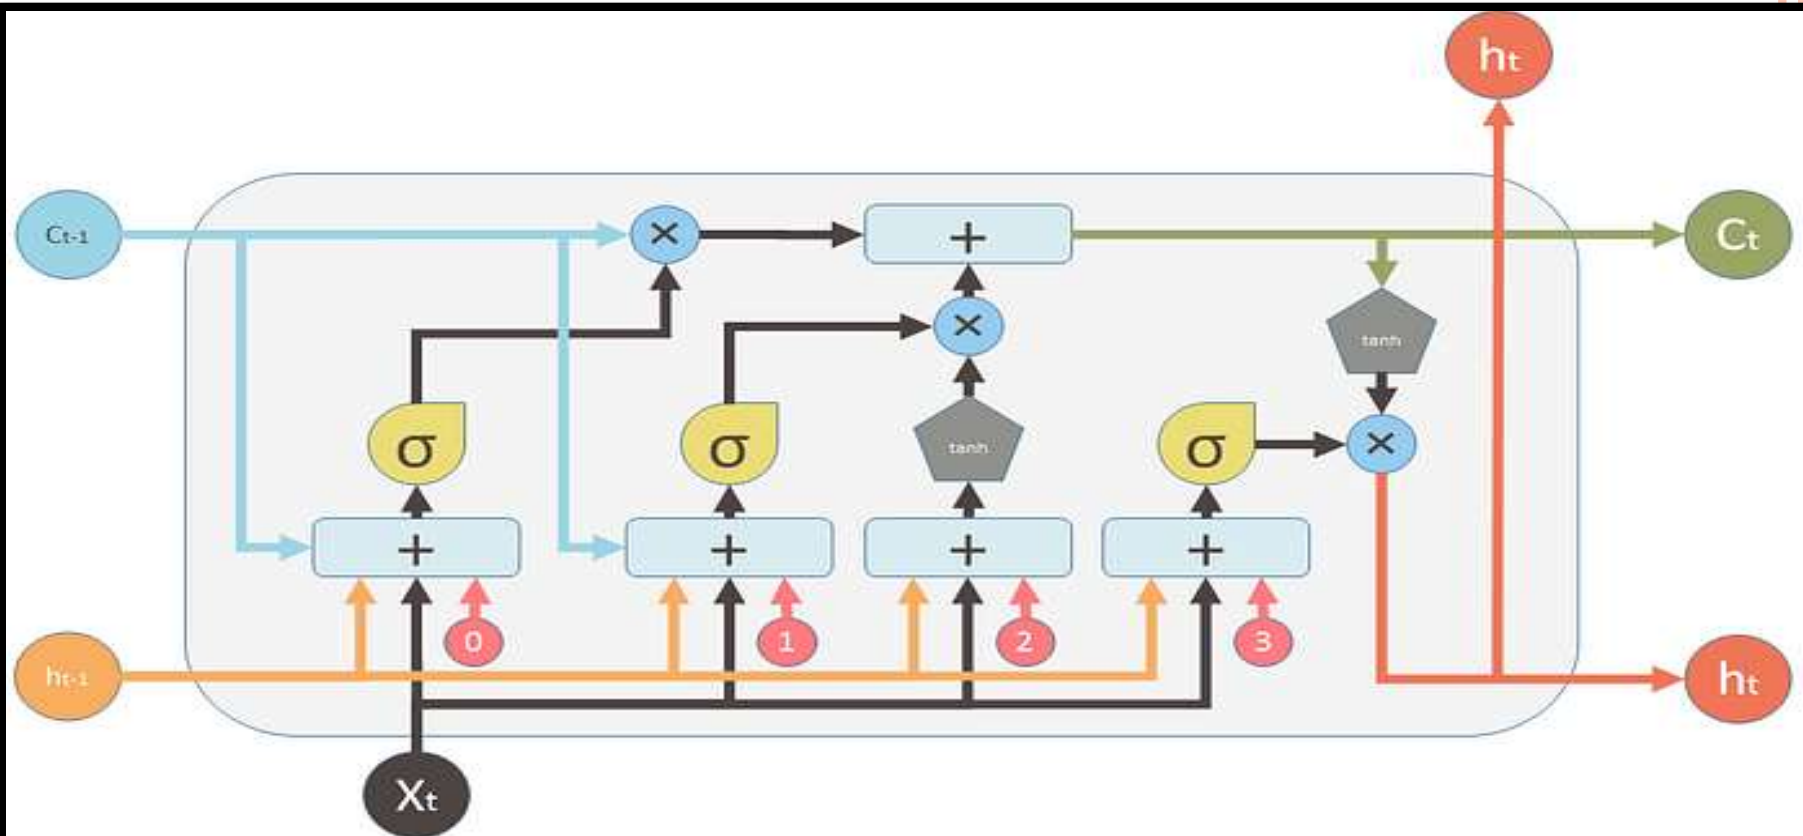 ht
Ct-1
×
+
Ct
×
tanh
σ
σ
tanh
σ
×
+
+
+
+
0
1
2
3
ht-1
ht
Xt